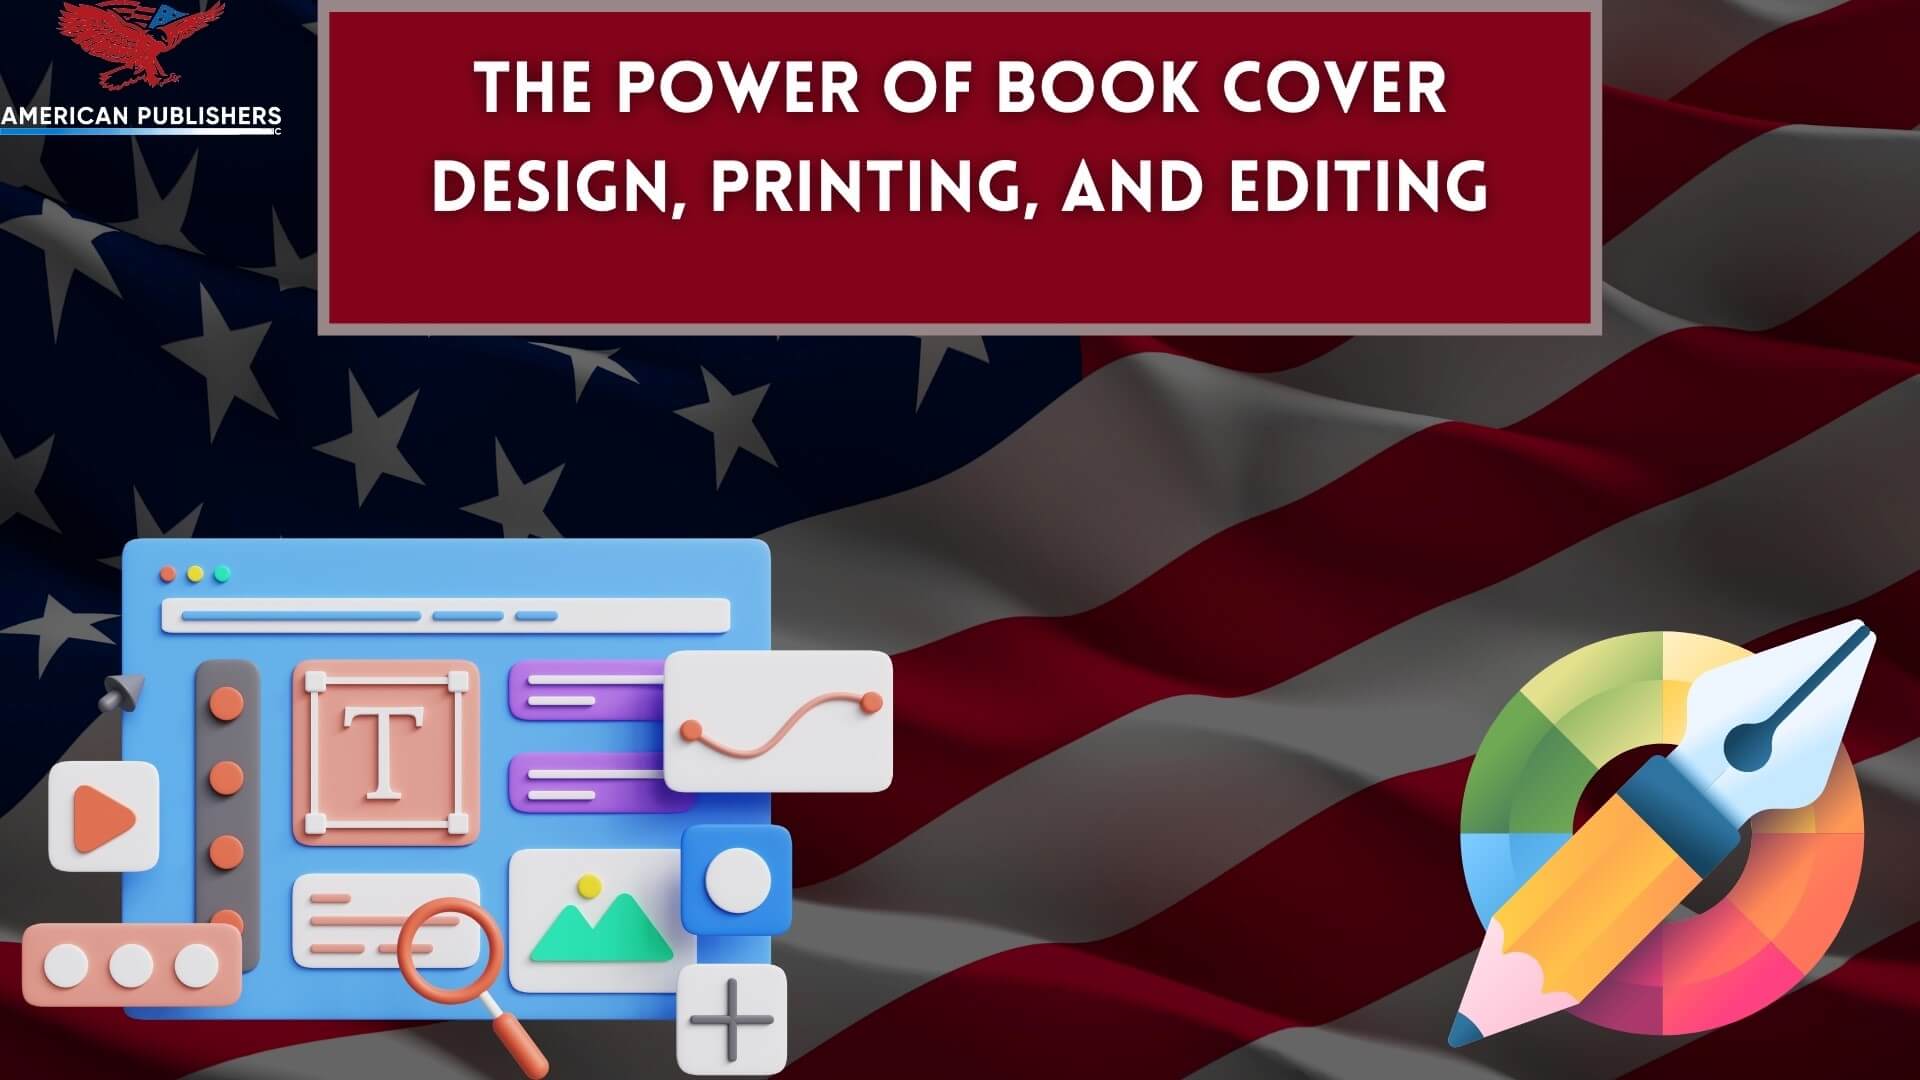 AMERICAN PUBLISHERS
THE POWER OF BOOK COVER
DESIGN, PRINTING, AND EDITING
T